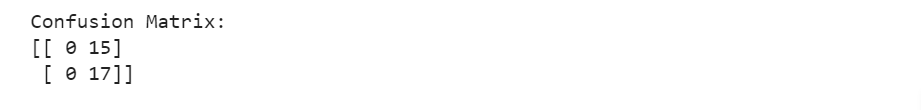 Confusion Matrix:
[[ 0 15]
 [ 0 17]]